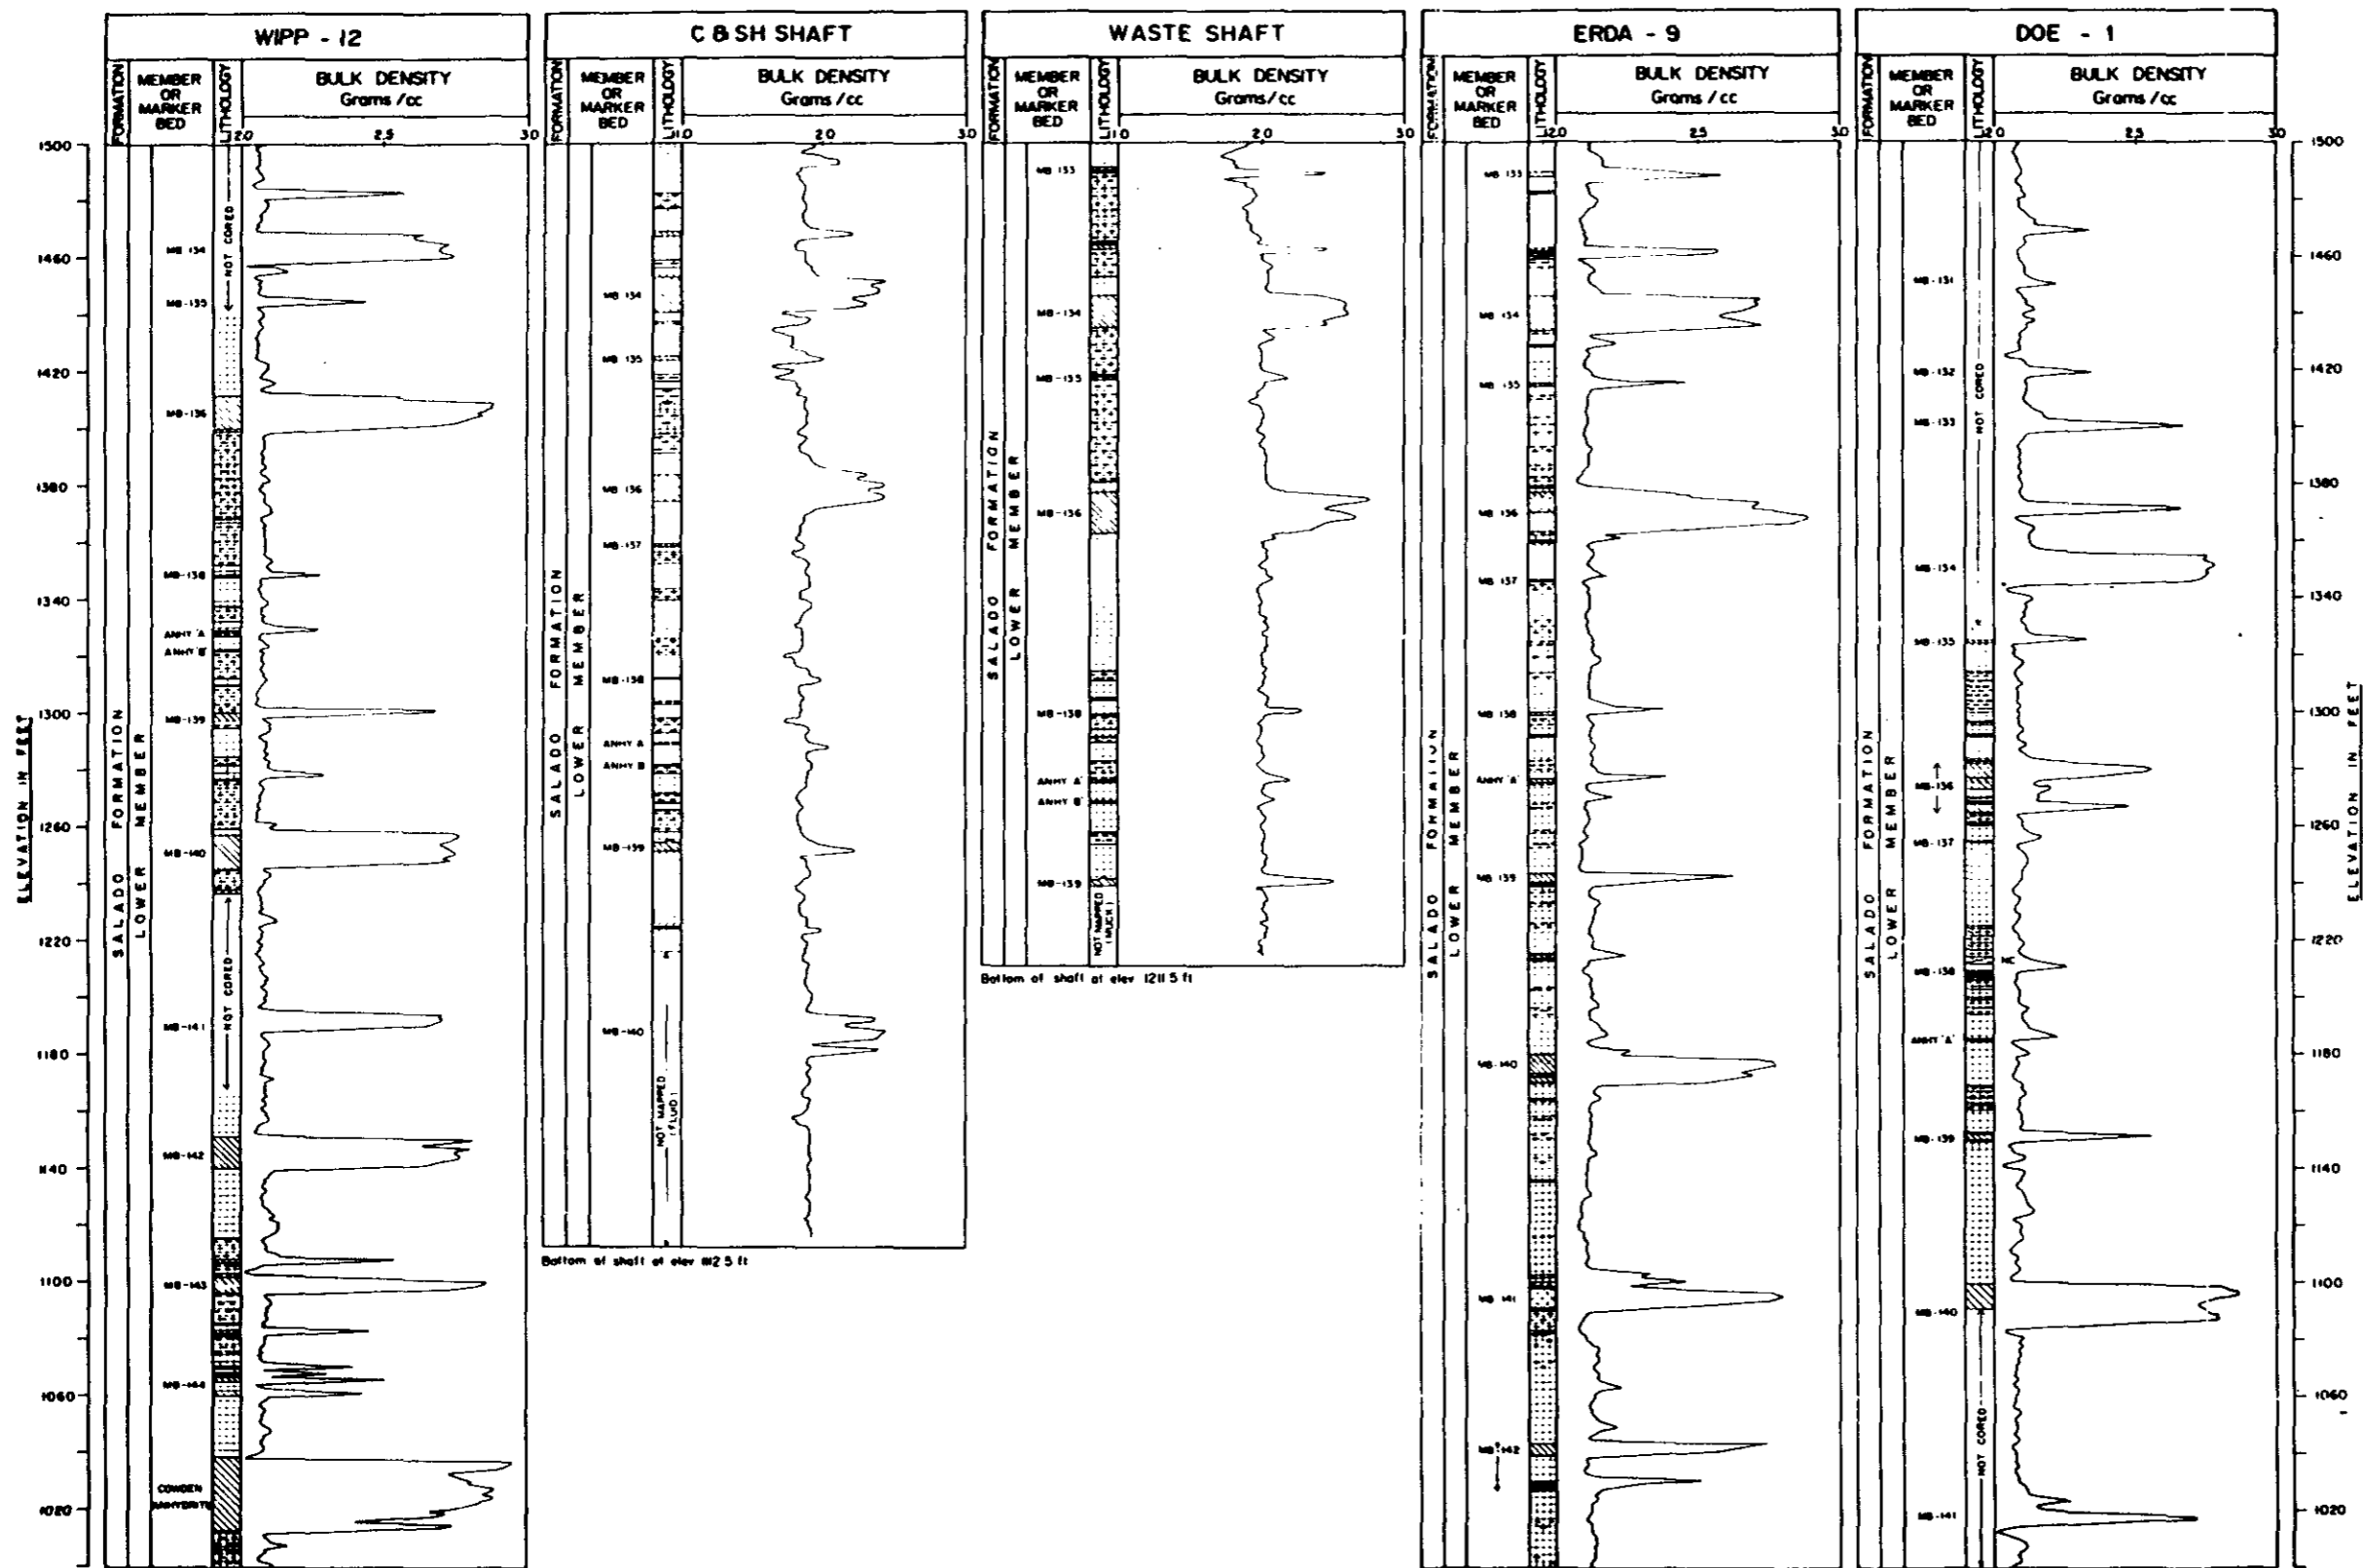 WIPP - 12
C & SH SHAFT
WASTE SHAFT
ERDA - 9
DOE - 1
FORMATION
MEMBER
OR
MARKER
BED
LITHOLOGY
BULK DENSITY
Grams /cc
2.0
2.5
3.0
FORMATION
MEMBER
OR
MARKER
BED
LITHOLOGY
BULK DENSITY
Grams /cc
1.0
2.0
3.0
FORMATION
MEMBER
OR
MARKER
BED
LITHOLOGY
BULK DENSITY
Grams /cc
1.0
2.0
3.0
FORMATION
MEMBER
OR
MARKER
BED
LITHOLOGY
BULK DENSITY
Grams /cc
2.0
2.5
3.0
FORMATION
MEMBER
OR
MARKER
BED
LITHOLOGY
BULK DENSITY
Grams /cc
2.0
2.5
3.0
ELEVATION IN FEET
1500
1460
1420
1380
1340
1300
1260
1220
1180
1140
1100
1060
1020
SALADO FORMATION
LOWER MEMBER
MB-134
MB-135
MB-136
MB-138
ANHY 'A'
ANHY 'B'
MB-139
MB-140
MB-141
MB-142
MB-143
MB-144
COWDEN
ANHYDRITE
NOT CORED
NOT CORED
SALADO FORMATION
LOWER MEMBER
MB 134
MB 135
MB 136
MB-137
MB-138
ANHY A
ANHY B
MB-139
MB-140
NOT MAPPED
(FLUID)
Bottom of shaft at elev 1112.5 ft
SALADO FORMATION
LOWER MEMBER
MB 133
MB-134
MB-135
MB-136
MB-138
ANHY A'
ANHY B'
MB-139
NOT MAPPED
(MUCK)
Bottom of shaft at elev 1211.5 ft
SALADO FORMATION
LOWER MEMBER
MB 133
MB 134
MB 135
MB 136
MB 137
MB 138
ANHY 'A'
MB 139
MB-140
MB 141
MB-142
SALADO FORMATION
LOWER MEMBER
MB-131
MB-132
MB-133
MB-134
MB-135
MB-136
MB-137
MB-138
ANHY 'A'
MB-139
MB-140
MB-141
NOT CORED
NOT CORED
1500
1460
1420
1380
1340
1300
1260
1220
1180
1140
1100
1060
1020
ELEVATION IN FEET